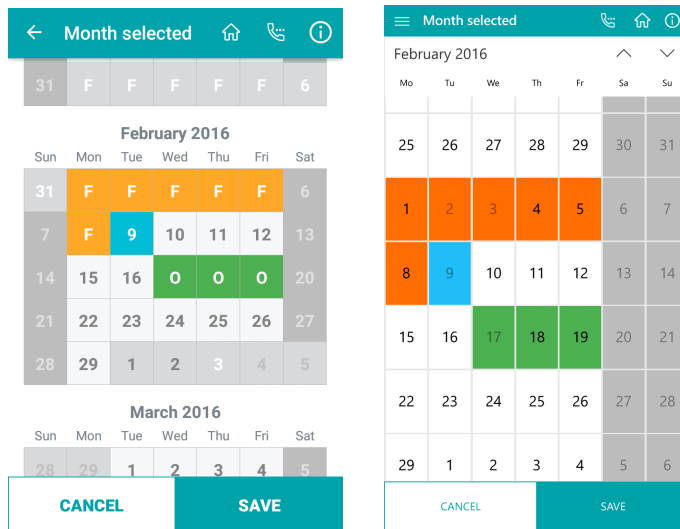 Month selected
31 F F F F F 6
February 2016
Sun Mon Tue Wed Thu Fri Sat
31 F F F F F 6
7 F 9 10 11 12 13
14 15 16 O O O 20
21 22 23 24 25 26 27
28 29 1 2 3 4 5
March 2016
Sun Mon Tue Wed Thu Fri Sat
28 29 1 2 3 4 5
CANCEL SAVE
Month selected
February 2016
Mo Tu We Th Fr Sa Su
25 26 27 28 29 30 31
1 2 3 4 5 6 7
8 9 10 11 12 13 14
15 16 17 18 19 20 21
22 23 24 25 26 27 28
29 1 2 3 4 5 6
CANCEL SAVE